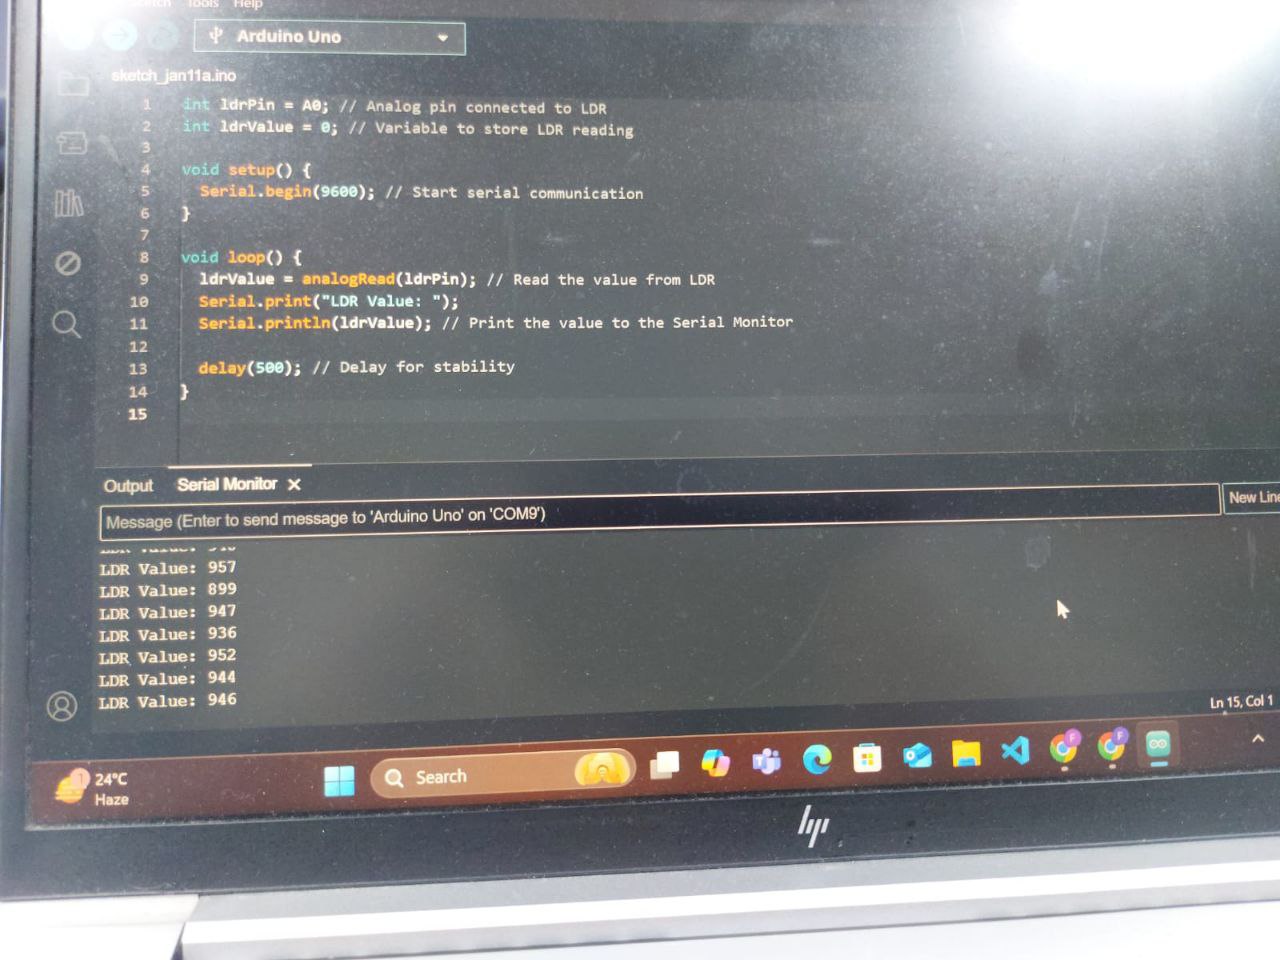 Sketch Tools Help
Arduino Uno
sketch_jan11a.ino
1 int ldrPin = A0; // Analog pin connected to LDR
2 int ldrValue = 0; // Variable to store LDR reading
3
4 void setup() {
5 Serial.begin(9600); // Start serial communication
6 }
7
8 void loop() {
9 ldrValue = analogRead(ldrPin); // Read the value from LDR
10 Serial.print("LDR Value: ");
11 Serial.println(ldrValue); // Print the value to the Serial Monitor
12
13 delay(500); // Delay for stability
14 }
15
Output Serial Monitor
Message (Enter to send message to 'Arduino Uno' on 'COM9')
New Line
LDR Value: 957
LDR Value: 899
LDR Value: 947
LDR Value: 936
LDR Value: 952
LDR Value: 944
LDR Value: 946
Ln 15, Col 1
1
24°C
Haze
Search
F
F
hp